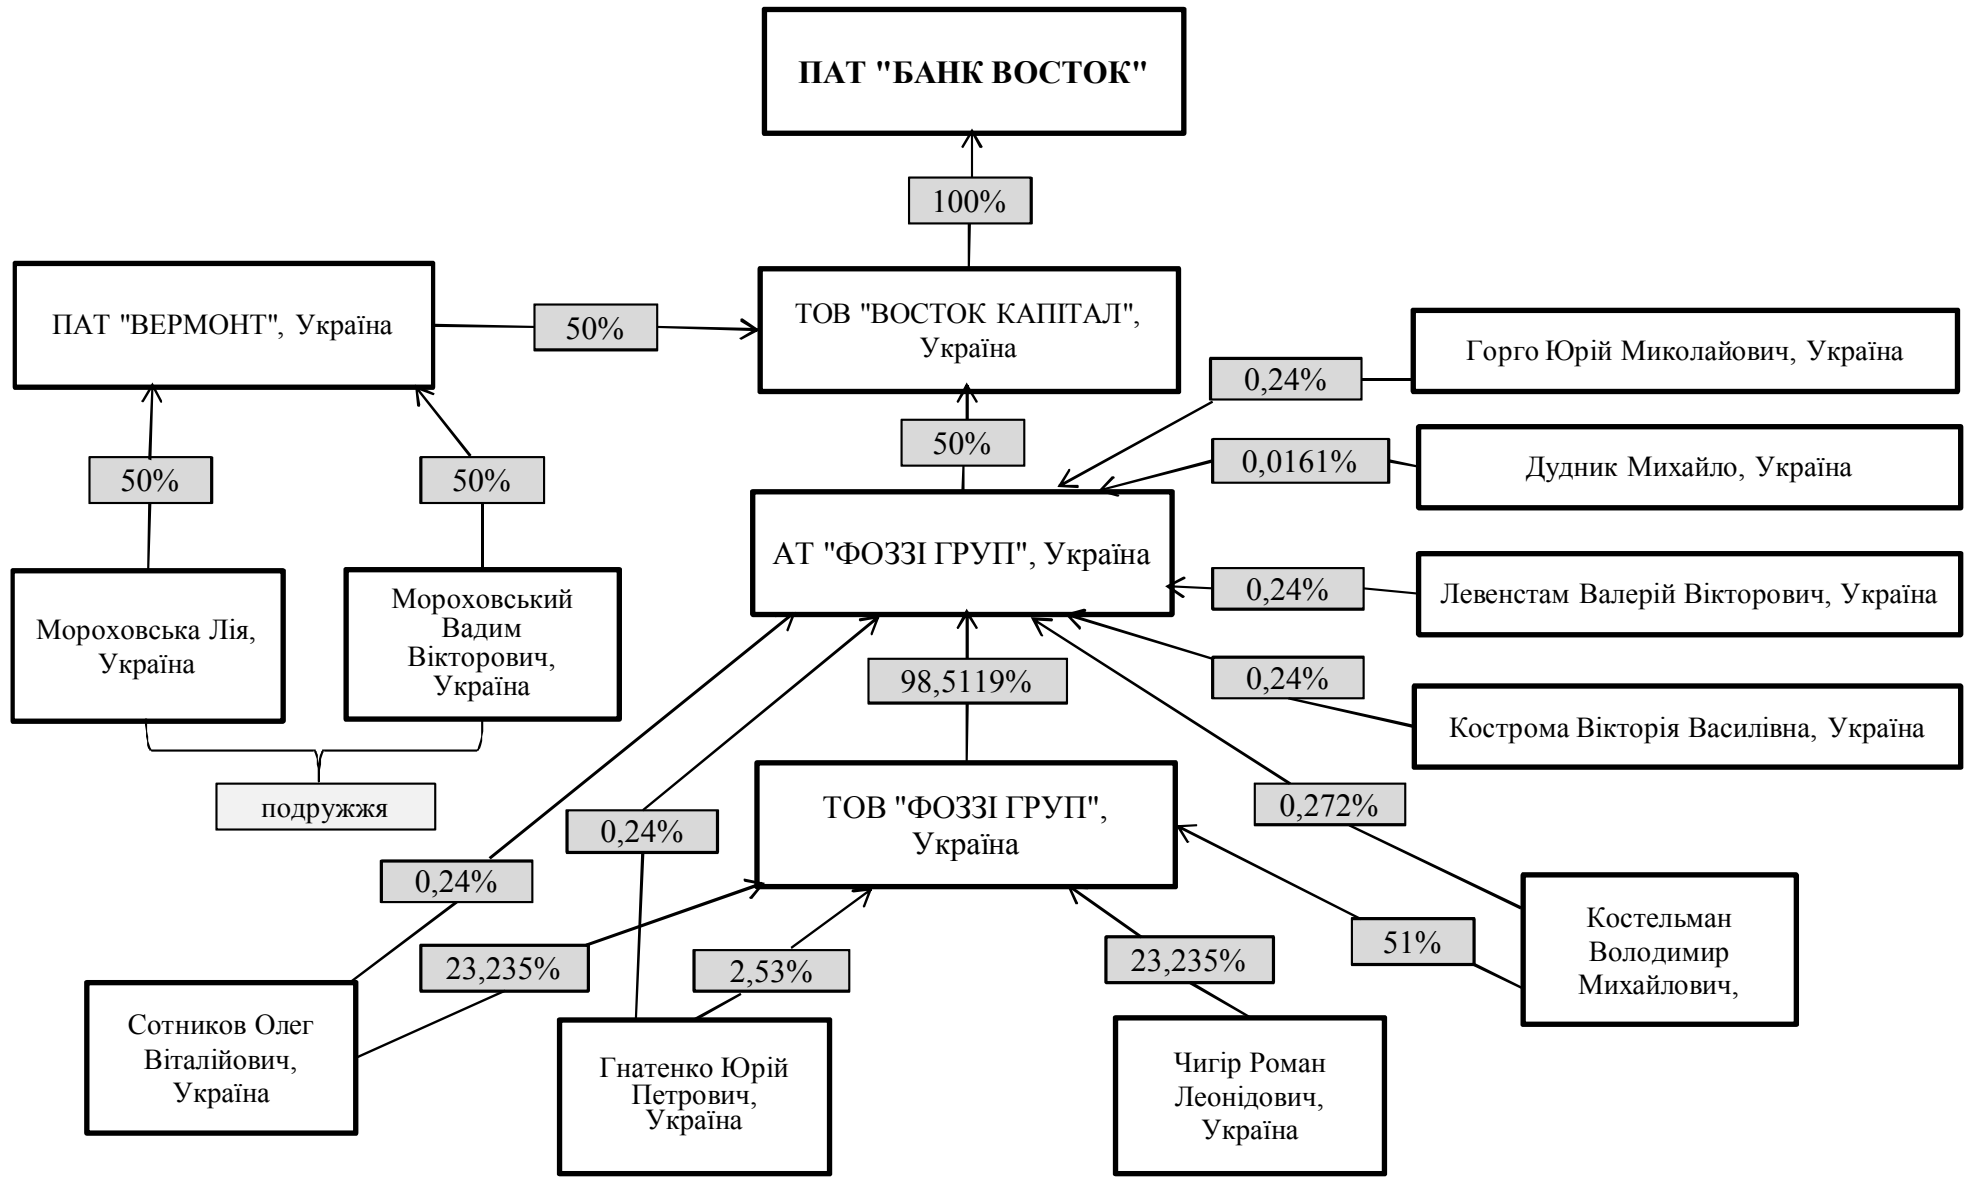 ПАТ "БАНК ВОСТОК"
100%
ПАТ "ВЕРМОНТ", Україна
50%
ТОВ "ВОСТОК КАПІТАЛ",
Україна
Горго Юрій Миколайович, Україна
0,24%
50%
Дудник Михайло, Україна
0,0161%
50%
50%
АТ "ФОЗЗІ ГРУП", Україна
0,24%
Левенстам Валерій Вікторович, Україна
Мороховська Лія,
Україна
Мороховський
Вадим
Вікторович,
Україна
98,5119%
0,24%
Кострома Вікторія Василівна, Україна
подружжя
ТОВ "ФОЗЗІ ГРУП",
Україна
0,272%
0,24%
0,24%
23,235%
2,53%
23,235%
51%
Костельман
Володимир
Михайлович,
Сотников Олег
Віталійович,
Україна
Гнатенко Юрій
Петрович,
Україна
Чигір Роман
Леонідович,
Україна